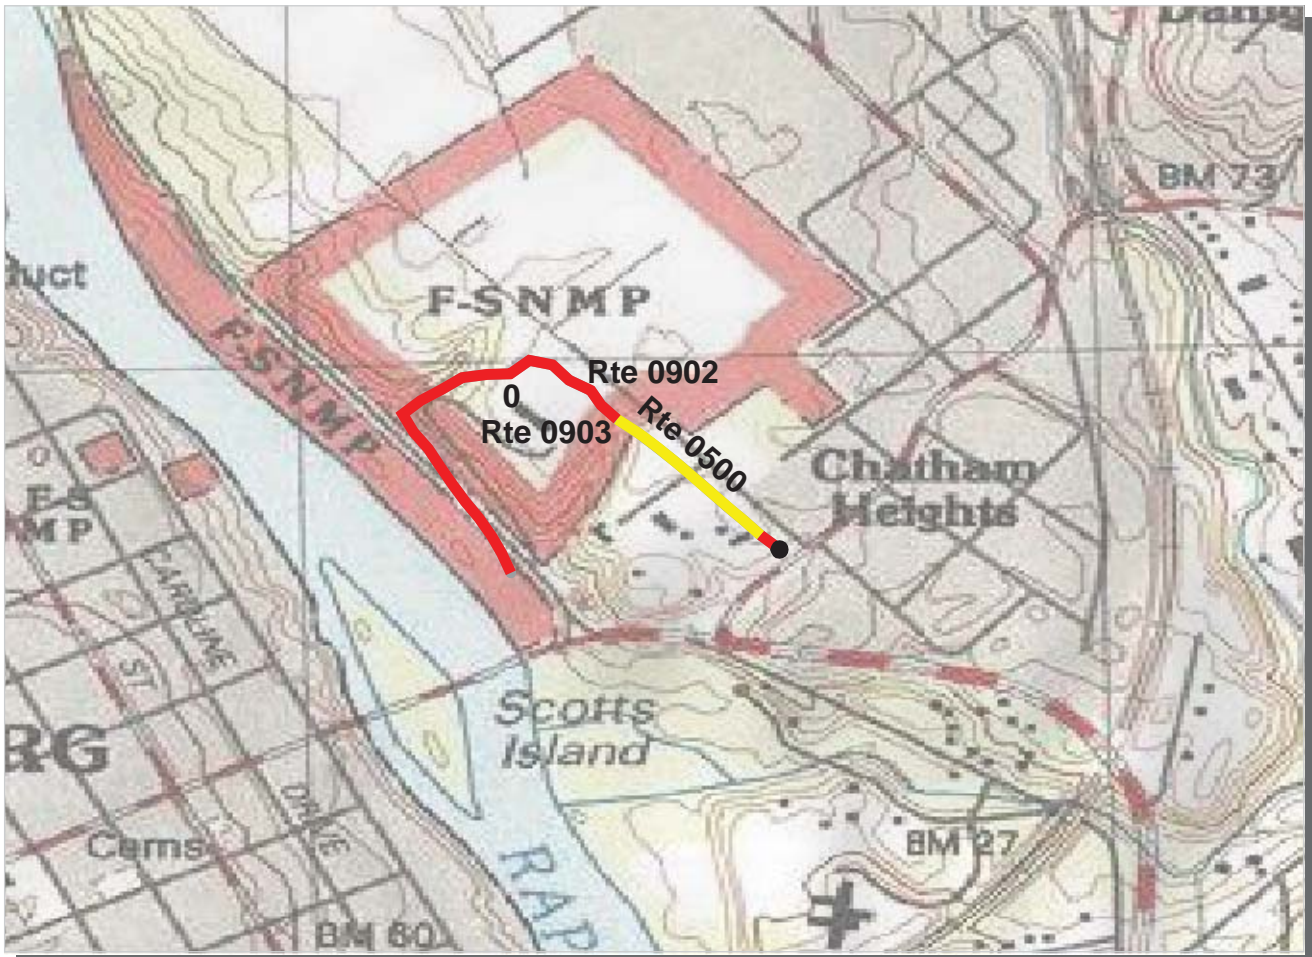 BM 73
F-SNMP
F-SNMP
Rte 0902
0
Rte 0903
Rte 0500
Chatham
Heights
F-S
MP
CAROLINE
ST
Scotts
Island
RG
DRIVE
Cems
BM 27
RAP
BM 60